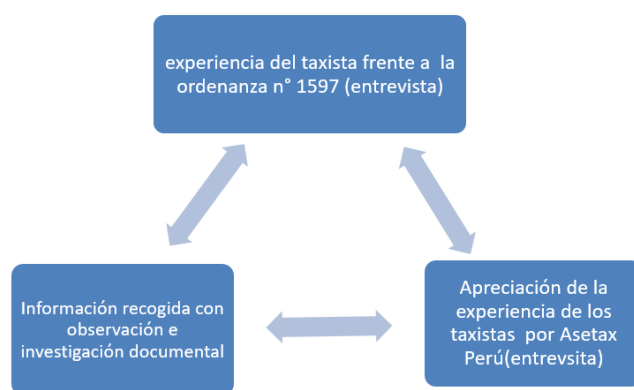 experiencia del taxista frente a la
ordenanza n° 1597 (entrevista)
Información recogida con
observación e
investigación documental
Apreciación de la
experiencia de los
taxistas por Asetax
Perú(entrevsita)